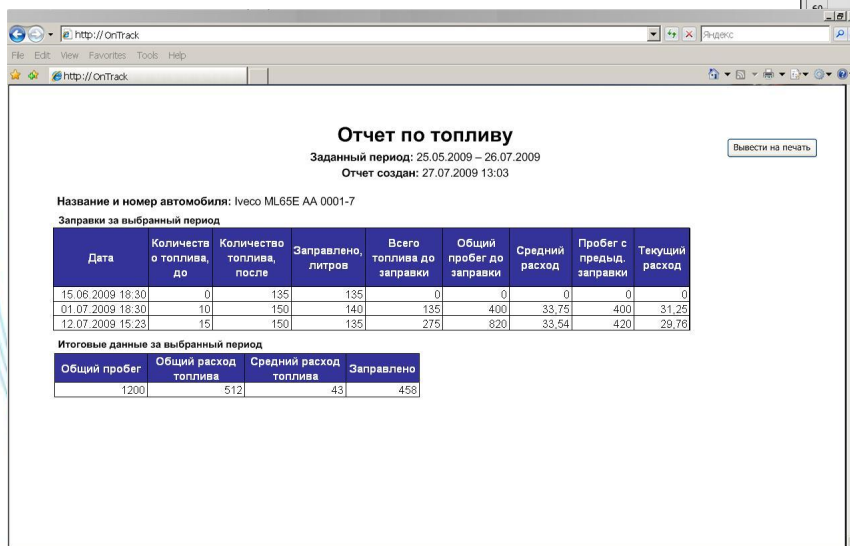 60
http://OnTrack
Яндекс
File Edit View Favorites Tools Help
http://OnTrack
Отчет по топливу
Вывести на печать
Заданный период: 25.05.2009 – 26.07.2009
Отчет создан: 27.07.2009 13:03
Название и номер автомобиля: Iveco ML65E AA 0001-7
Заправки за выбранный период
Дата Количеств о топлива, до Количество топлива, после Заправлено, литров Всего топлива до заправки Общий пробег до заправки Средний расход Пробег с предыд. заправки Текущий расход
15.06.2009 18:30 0 135 135 0 0 0 0 0
01.07.2009 18:30 10 150 140 135 400 33,75 400 31,25
12.07.2009 15:23 15 150 135 275 820 33,54 420 29,76
Итоговые данные за выбранный период
Общий пробег Общий расход топлива Средний расход топлива Заправлено
1200 512 43 458